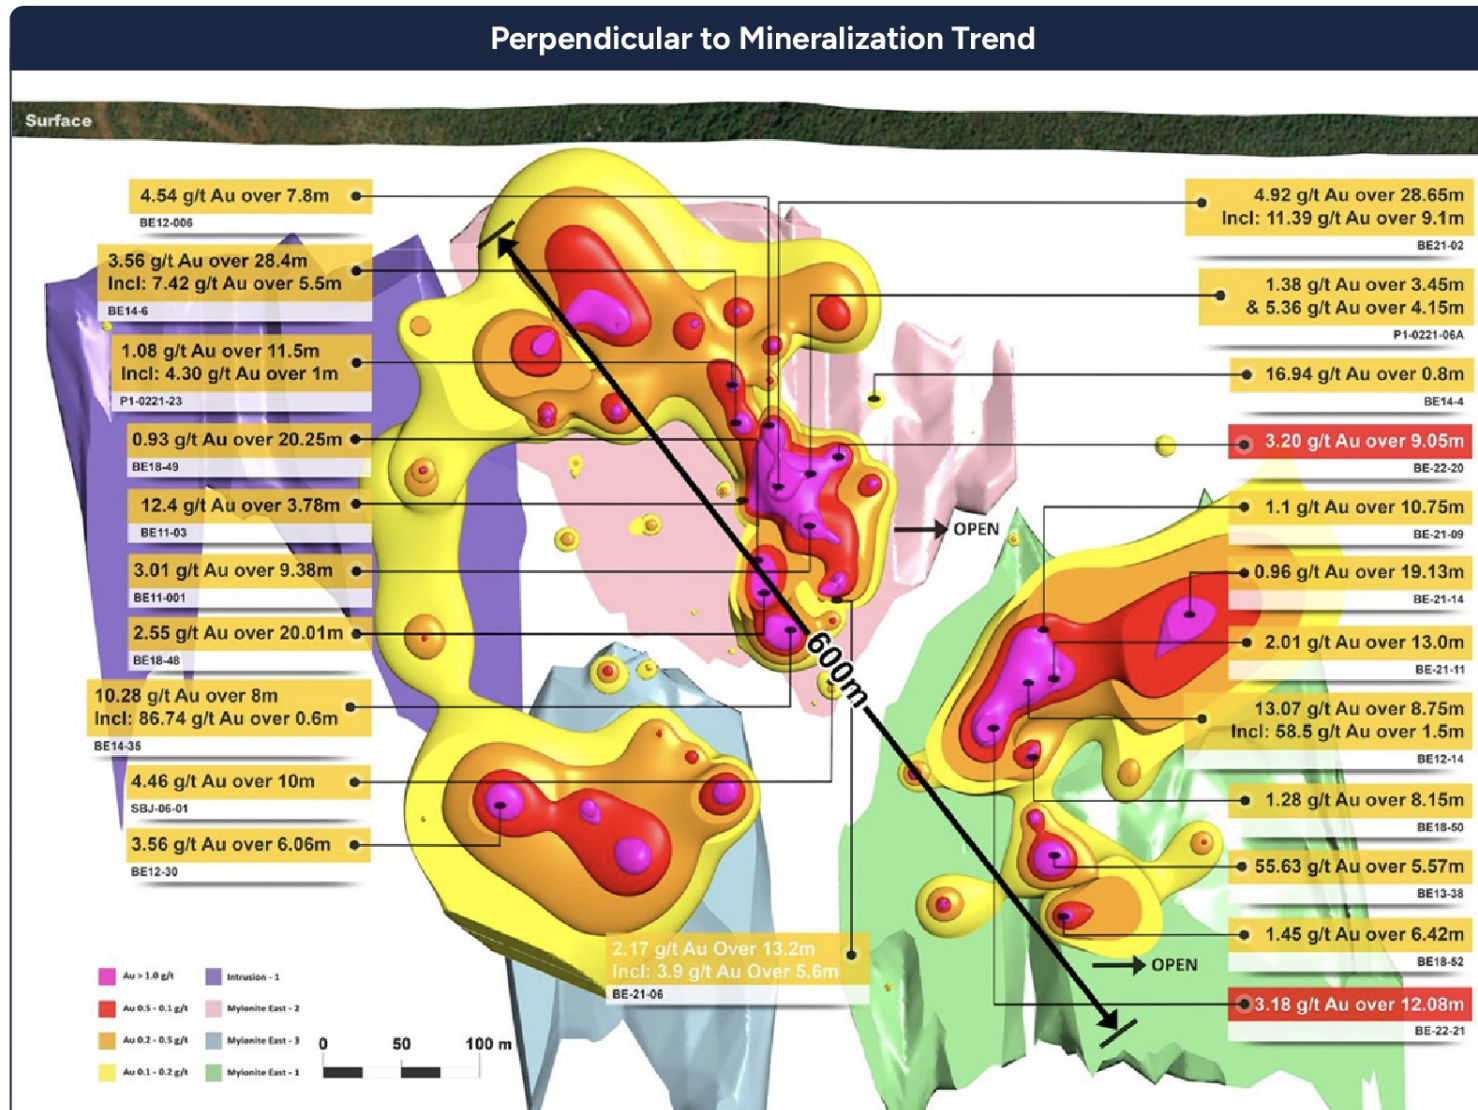 Perpendicular to Mineralization Trend
Surface
4.54 g/t Au over 7.8m
BE12-006
3.56 g/t Au over 28.4m
Incl: 7.42 g/t Au over 5.5m
BE14-6
1.08 g/t Au over 11.5m
Incl: 4.30 g/t Au over 1m
P1-0221-23
0.93 g/t Au over 20.25m
BE18-49
12.4 g/t Au over 3.78m
BE11-03
3.01 g/t Au over 9.38m
BE11-001
2.55 g/t Au over 20.01m
BE18-48
10.28 g/t Au over 8m
Incl: 86.74 g/t Au over 0.6m
BE14-35
4.46 g/t Au over 10m
SBJ-06-01
3.56 g/t Au over 6.06m
BE12-30
4.92 g/t Au over 28.65m
Incl: 11.39 g/t Au over 9.1m
BE21-02
1.38 g/t Au over 3.45m
& 5.36 g/t Au over 4.15m
P1-0221-06A
16.94 g/t Au over 0.8m
BE14-4
3.20 g/t Au over 9.05m
BE-22-20
1.1 g/t Au over 10.75m
BE-21-09
0.96 g/t Au over 19.13m
BE-21-14
2.01 g/t Au over 13.0m
BE-21-11
13.07 g/t Au over 8.75m
Incl: 58.5 g/t Au over 1.5m
BE12-14
1.28 g/t Au over 8.15m
BE18-50
55.63 g/t Au over 5.57m
BE13-38
1.45 g/t Au over 6.42m
BE18-52
3.18 g/t Au over 12.08m
BE-22-21
OPEN
600m
OPEN
2.17 g/t Au Over 13.2m
Incl: 3.9 g/t Au Over 5.6m
BE-21-06
Au > 1.0 g/t
Au 0.5 - 0.1 g/t
Au 0.2 - 0.5 g/t
Au 0.1 - 0.2 g/t
Intrusion - 1
Mylonite East - 2
Mylonite East - 3
Mylonite East - 1
0 50 100 m